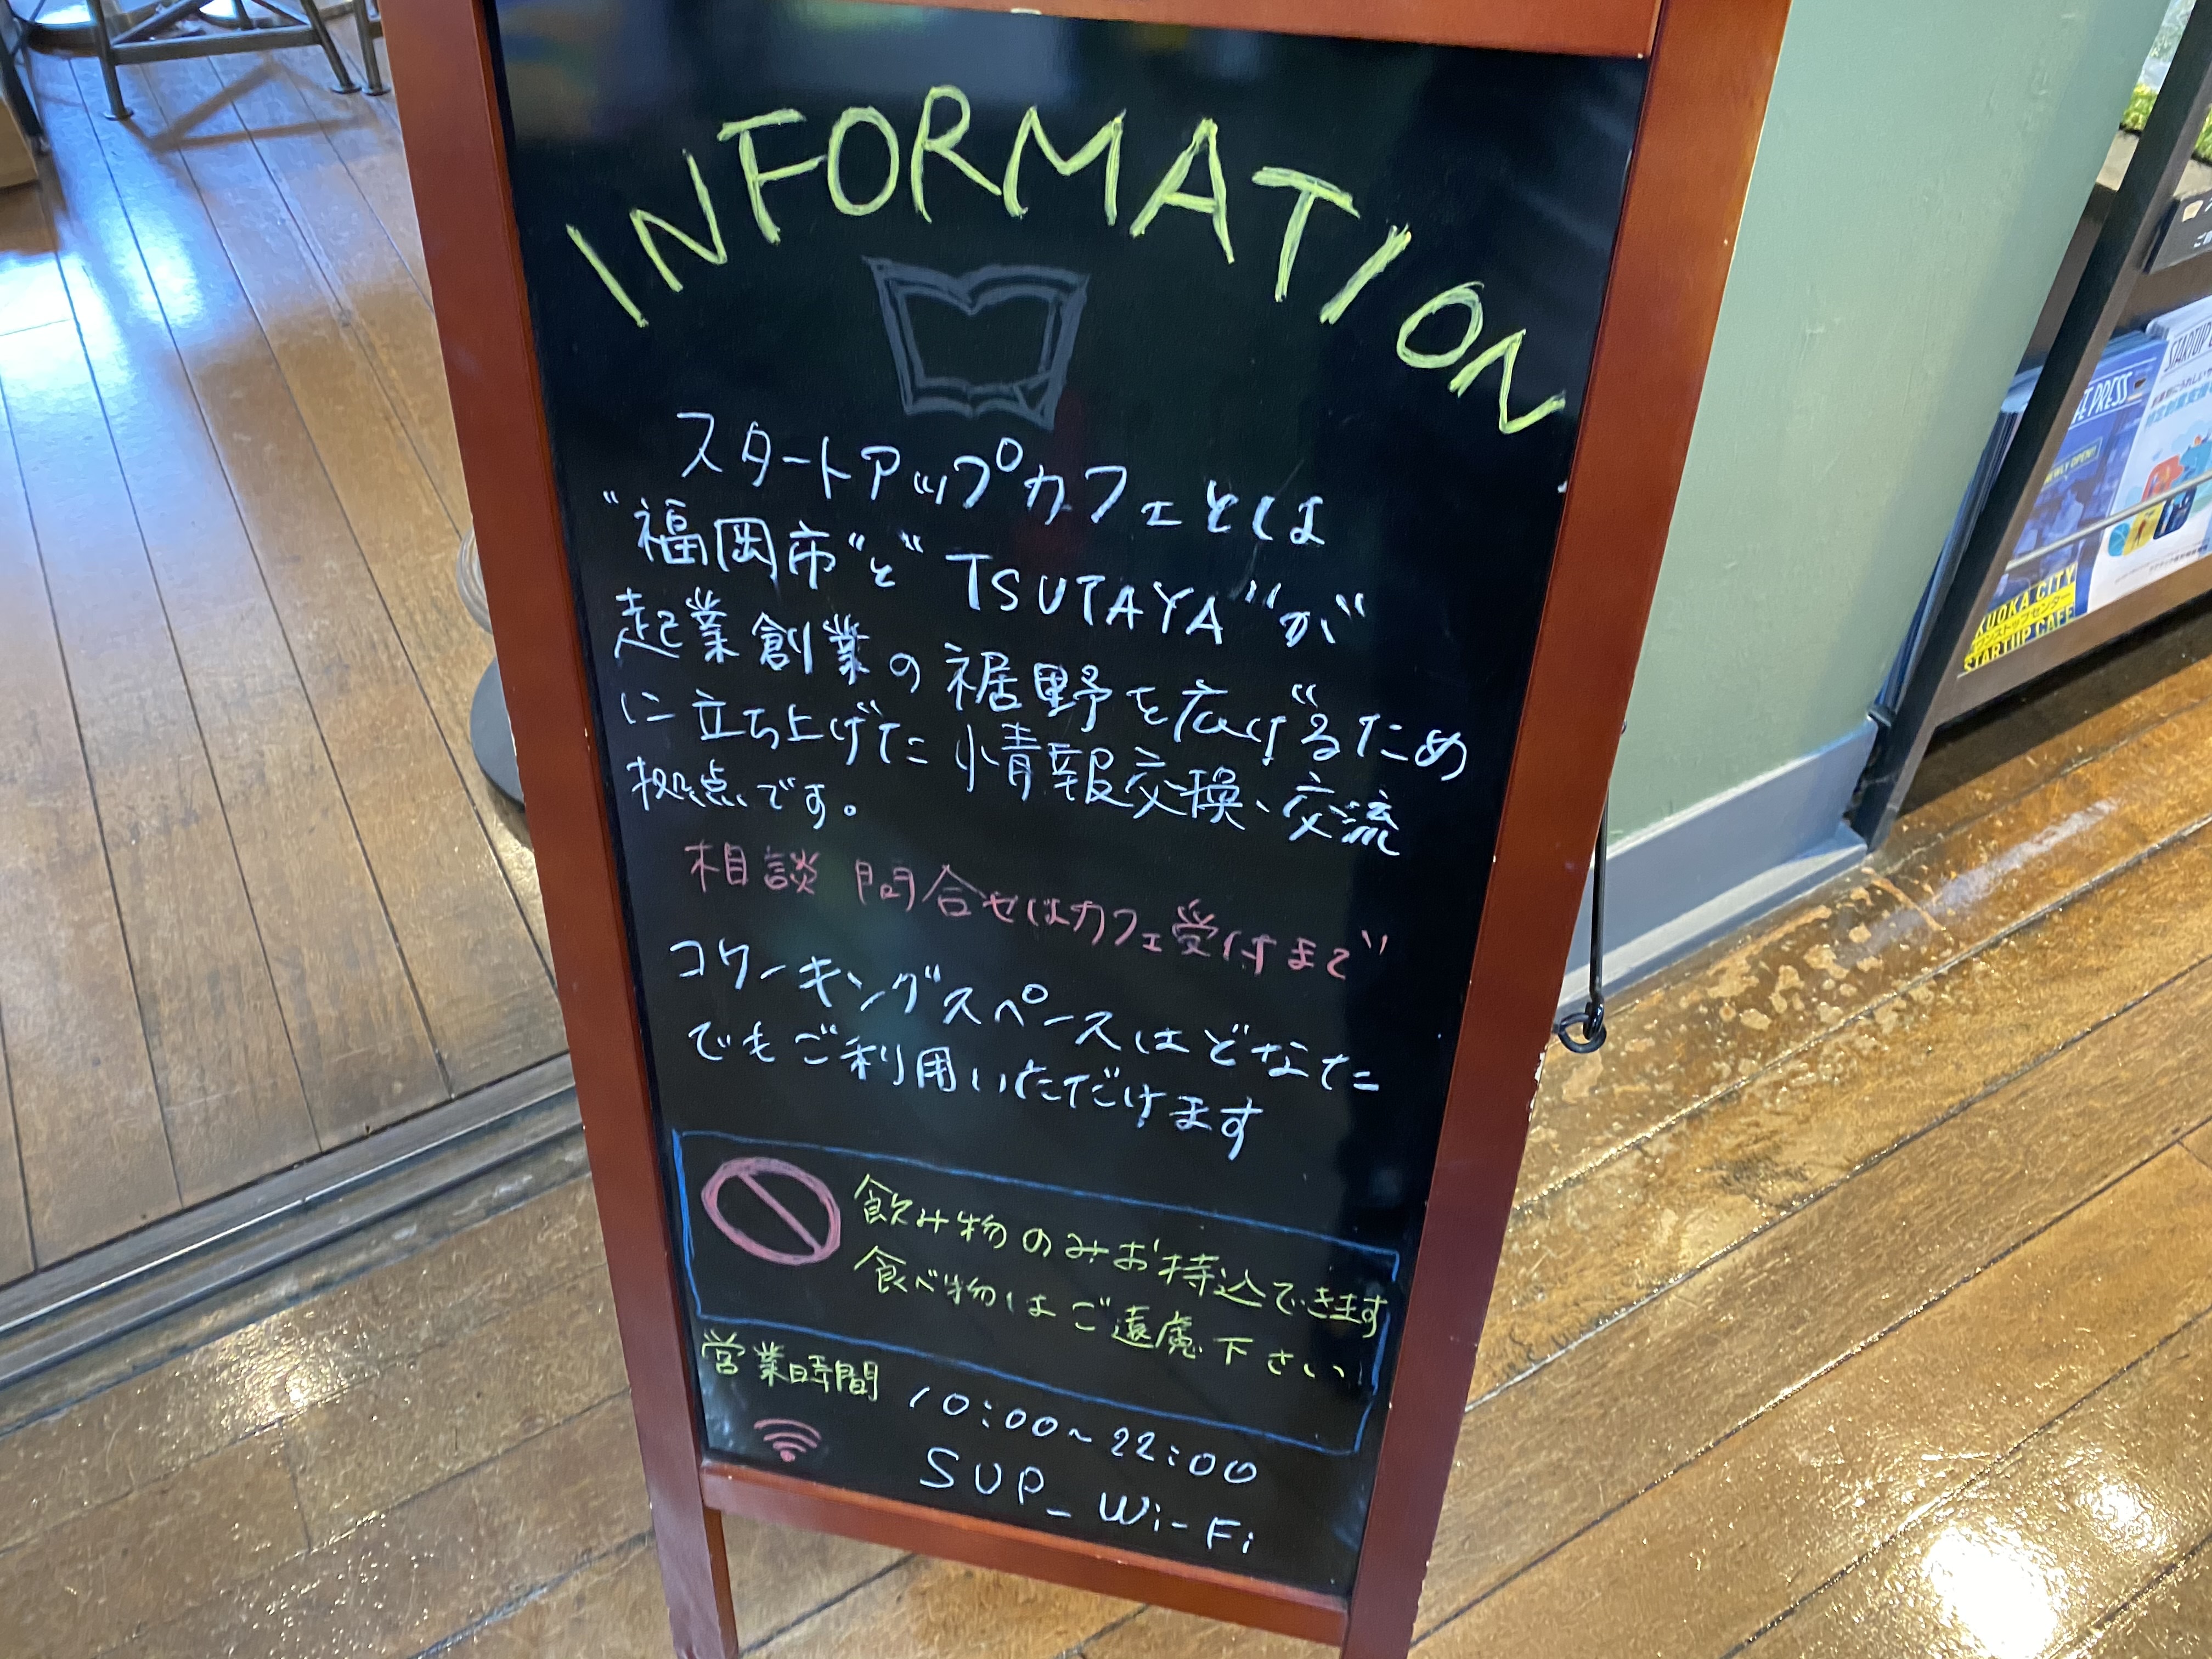 INFORMATION
スタートアップカフェとは
"福岡市"と"TSUTAYA"が
起業創業の裾野を広げるため
に立ち上げた情報交換、交流
拠点です。
相談 問合せはカフェ受付まで
コワーキングスペースはどなた
でもご利用いただけます
飲み物のみお持込できます
食べ物はご遠慮下さい
営業時間 10:00~22:00
SUP_Wi-Fi
PRESS
NEWLY OPEN!
STARTUP
FUKUOKA CITY
STARTUP CAFE